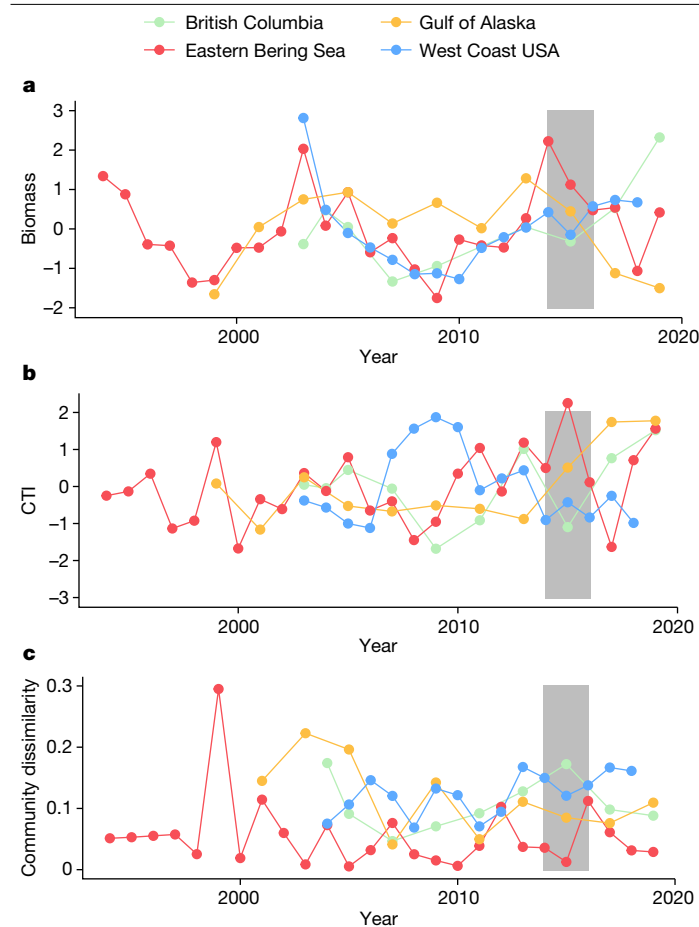 British Columbia Gulf of Alaska
Eastern Bering Sea West Coast USA
a
3
2
1
0
–1
–2
Biomass
2000 2010 2020
Year
b
2
1
0
–1
–2
–3
CTI
2000 2010 2020
Year
c
0.3
0.2
0.1
0
Community dissimilarity
2000 2010 2020
Year